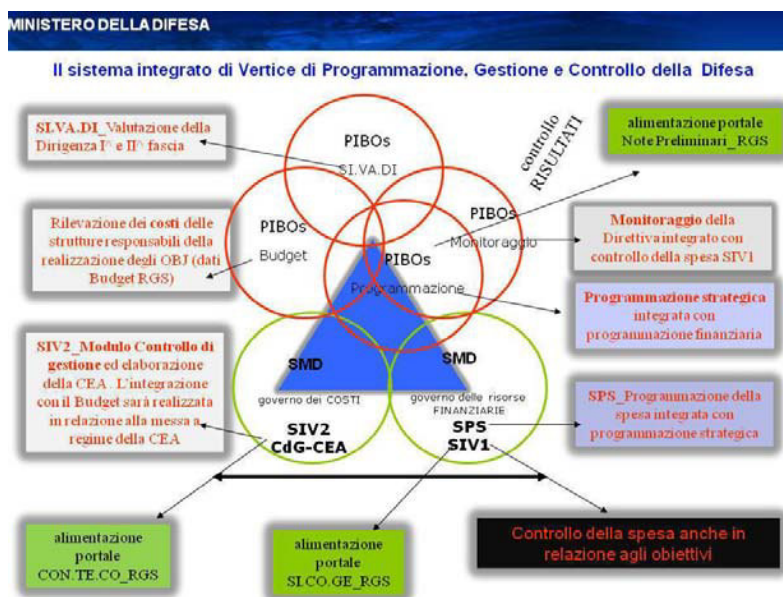 MINISTERO DELLA DIFESA
Il sistema integrato di Vertice di Programmazione, Gestione e Controllo della Difesa
SI.VA.DI_Valutazione della
Dirigenza I^ e II^ fascia
PIBOs
SI.VA.DI
controllo
RISULTATI
alimentazione portale
Note Preliminari_RGS
Rilevazione dei costi delle
strutture responsabili della
realizzazione degli OBJ (dati
Budget RGS)
PIBOs
Budget
PIBOs
Monitoraggio
PIBOs
Programmazione
Monitoraggio della
Direttiva integrato con
controllo della spesa SIV1
Programmazione strategica
integrata con
programmazione finanziaria
SIV2_Modulo Controllo di
gestione ed elaborazione
della CEA. L'integrazione
con il Budget sarà realizzata
in relazione alla messa a
regime della CEA
SMD
governo dei COSTI
SIV2
CdG-CEA
SMD
governo delle risorse
FINANZIARIE
SPS
SIV1
SPS_Programmazione della
spesa integrata con
programmazione strategica
alimentazione
portale
CON.TE.CO_RGS
alimentazione
portale
SI.CO.GE_RGS
Controllo della spesa anche in
relazione agli obiettivi